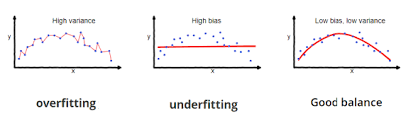 High variance
y
x
overfitting
High bias
y
x
underfitting
Low bias, low variance
y
x
Good balance